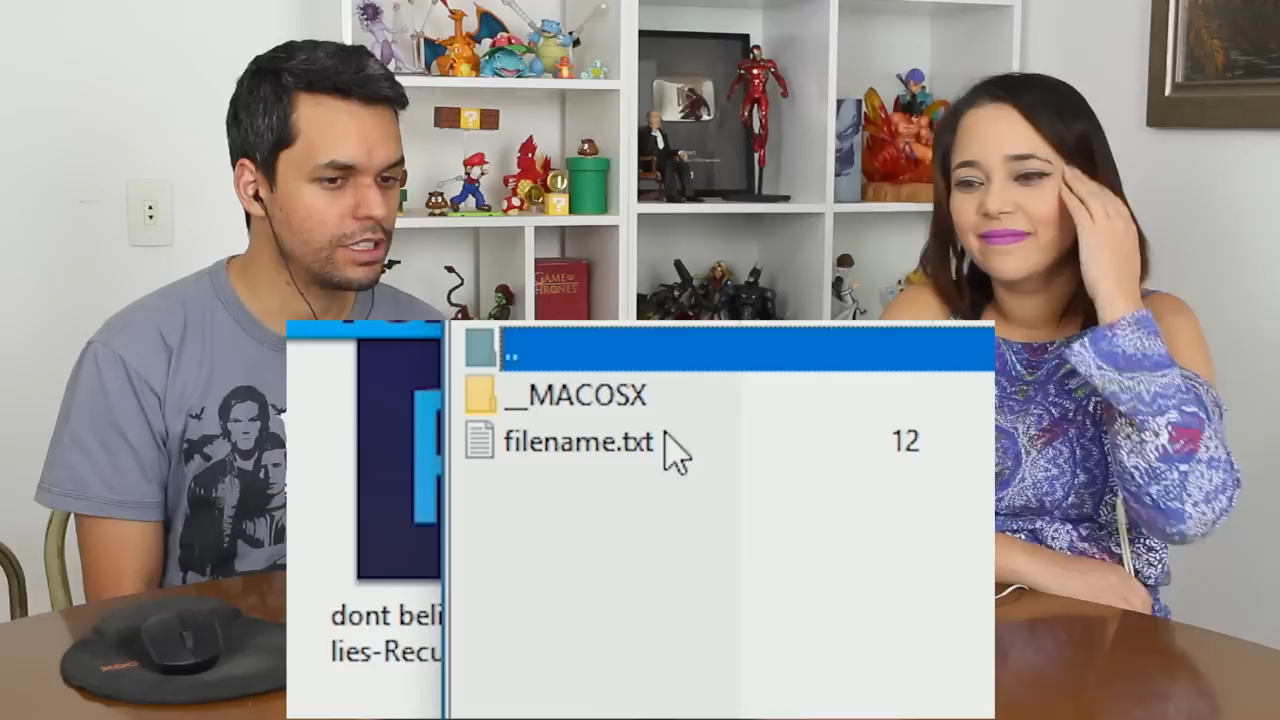 GAME OF
THRONES
..
__MACOSX
filename.txt 12
dont beli
lies-Recu